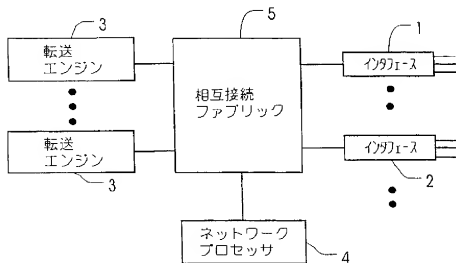 3
転送
エンジン
転送
エンジン
3
5
相互接続
ファブリック
1
インタフェース
インタフェース
2
ネットワーク
プロセッサ
4